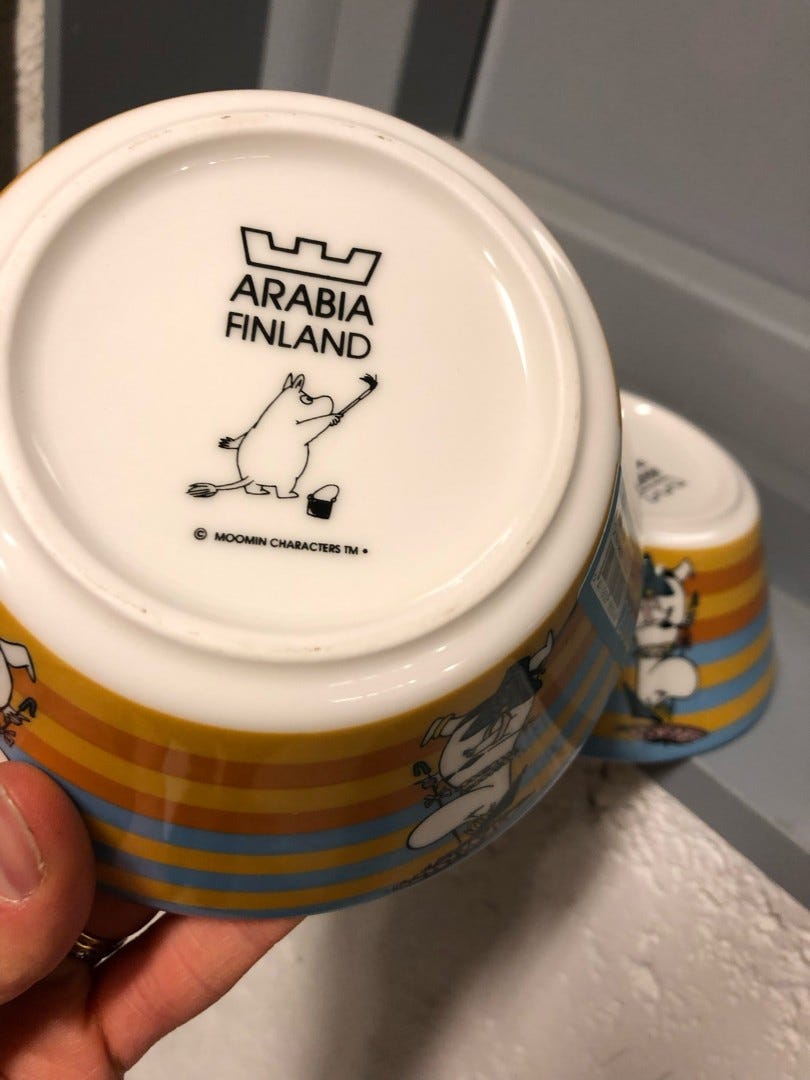 ARABIA
FINLAND
© MOOMIN CHARACTERS TM •